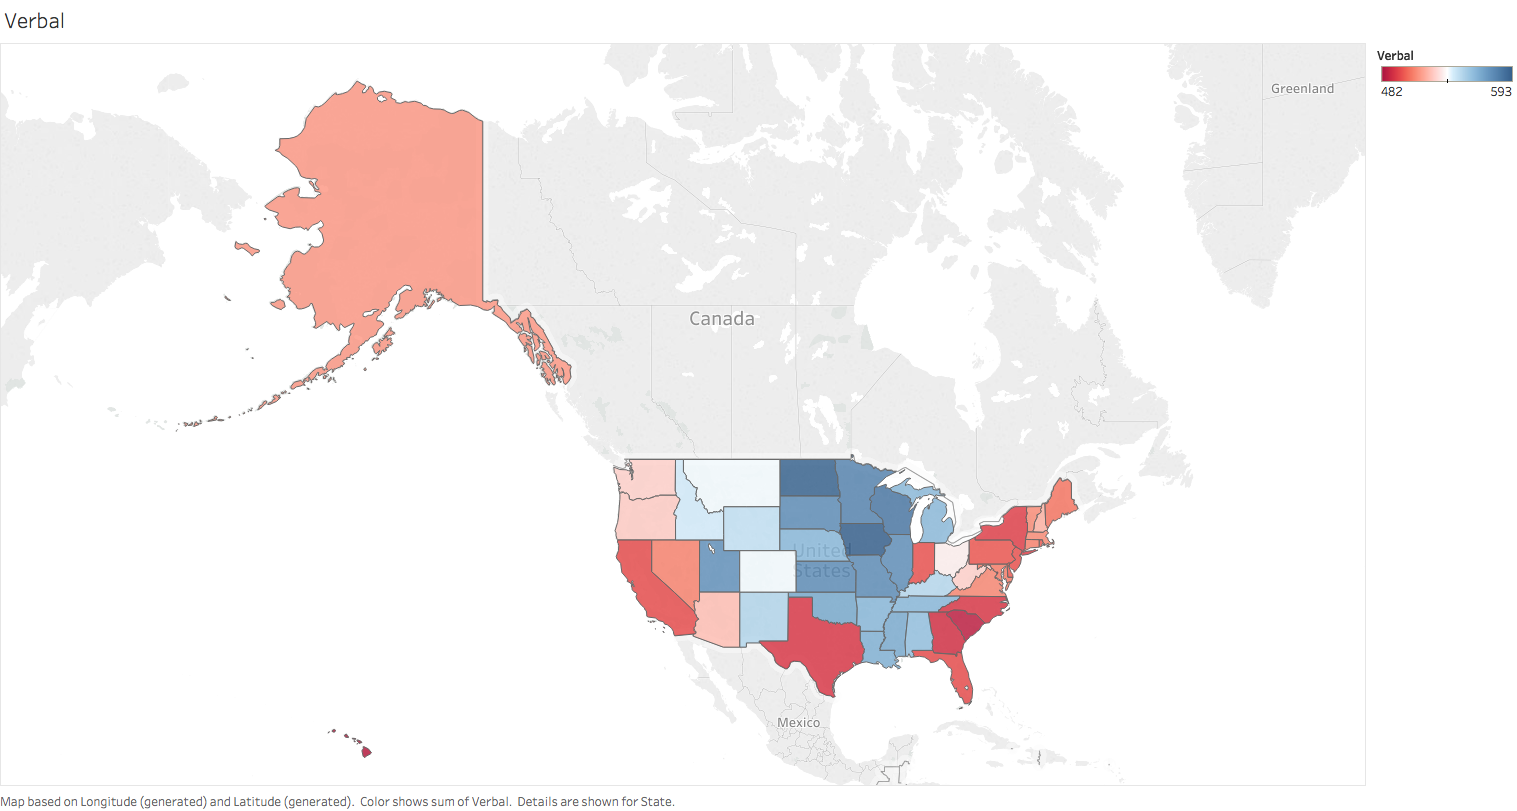 Verbal
Verbal
482 593
Greenland
Canada
United
States
Mexico
Map based on Longitude (generated) and Latitude (generated). Color shows sum of Verbal. Details are shown for State.